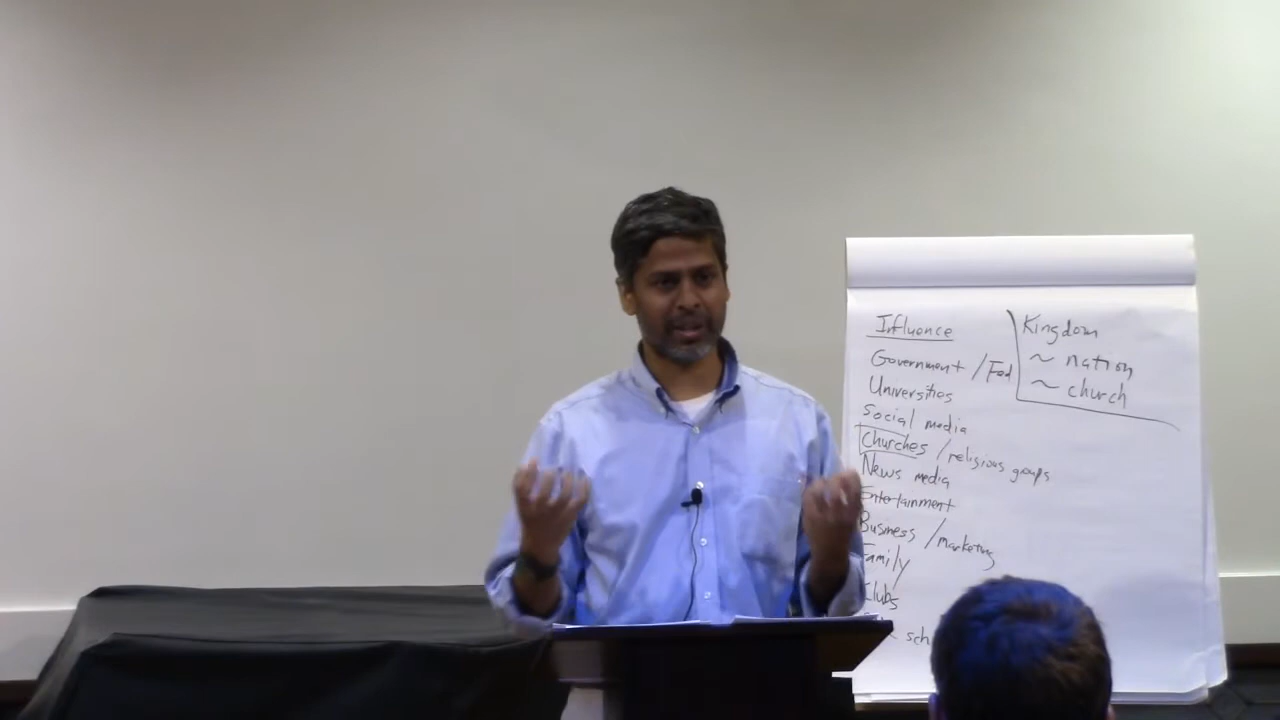 Influence
Government / Fed
Universities
Social media
Churches / religious groups
News media
Entertainment
Business / marketing
Family
Clubs
Kingdom
~ nation
~ church